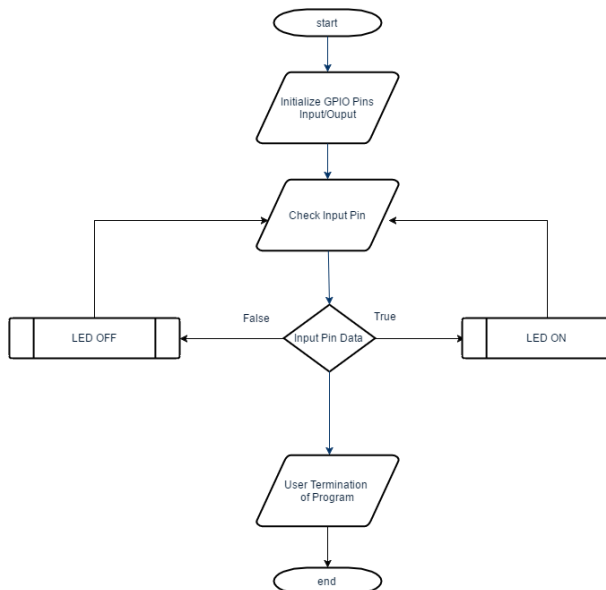 start
Initialize GPIO Pins
Input/Ouput
Check Input Pin
False
True
LED OFF
Input Pin Data
LED ON
User Termination
of Program
end